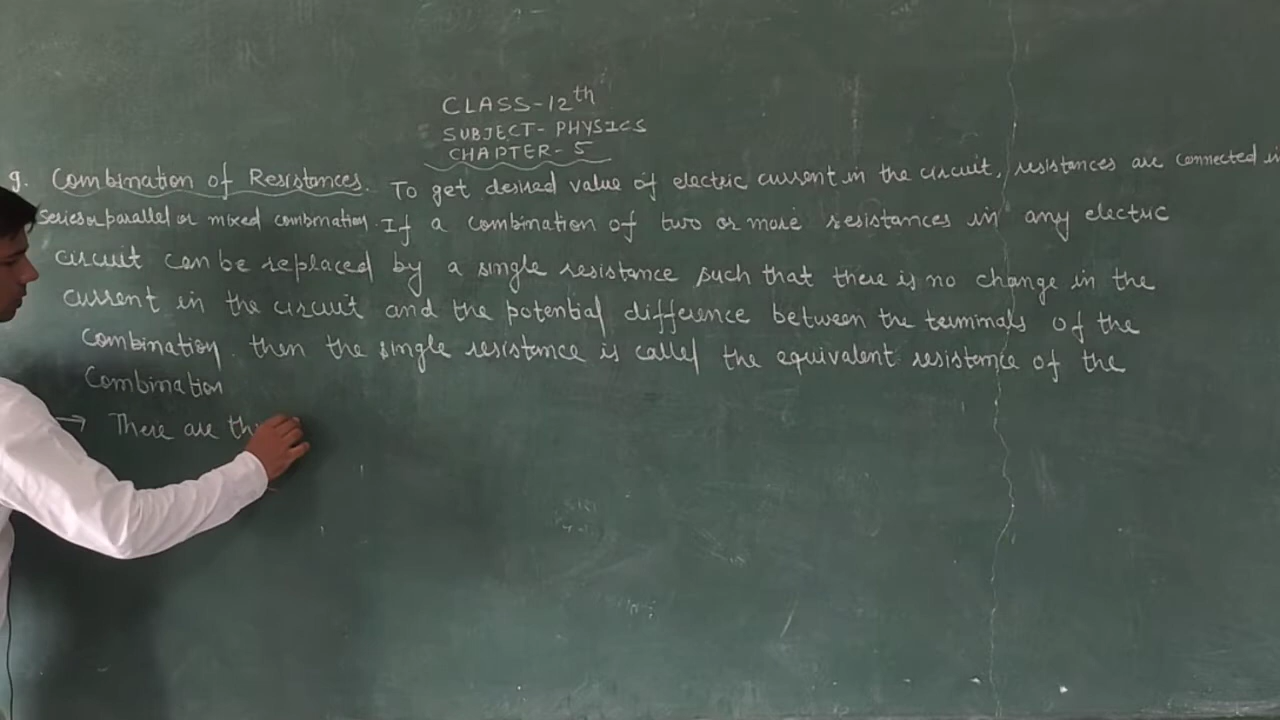 CLASS-12th
SUBJECT- PHYSICS
CHAPTER- 5
9. Combination of Resistances. To get desired value of electric current in the circuit, resistances are connected in
series or parallel or mixed combination. If a combination of two or more resistances in any electric
circuit can be replaced by a single resistance such that there is no change in the
current in the circuit and the potential difference between the terminals of the
combination, then the single resistance is called the equivalent resistance of the
Combination
→ There are th